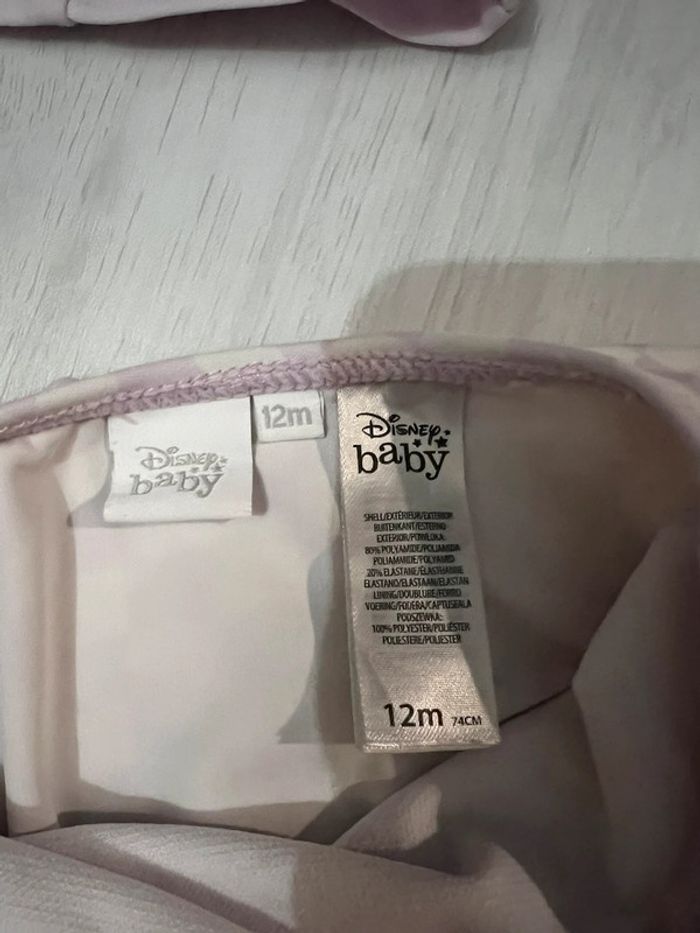 Disney
baby
12m
Disney
baby
SHELL/EXTÉRIEUR/EXTERIOR
BUITENKANT/ESTERNO
EXTERIOR/POWŁOKA:
80% POLYAMIDE/POLIAMIDA
POLIAMMIDE/POLYAMID
20% ELASTANE/ÉLASTHANNE
ELASTANO/ELASTAAN/ELASTAN
LINING/DOUBLURE/FORRO
VOERING/FODERA/CAPTUSEALA
PODSZEWKA:
100% POLYESTER/POLIÉSTER
POLIESTERE/POLIESTER
12m 74CM